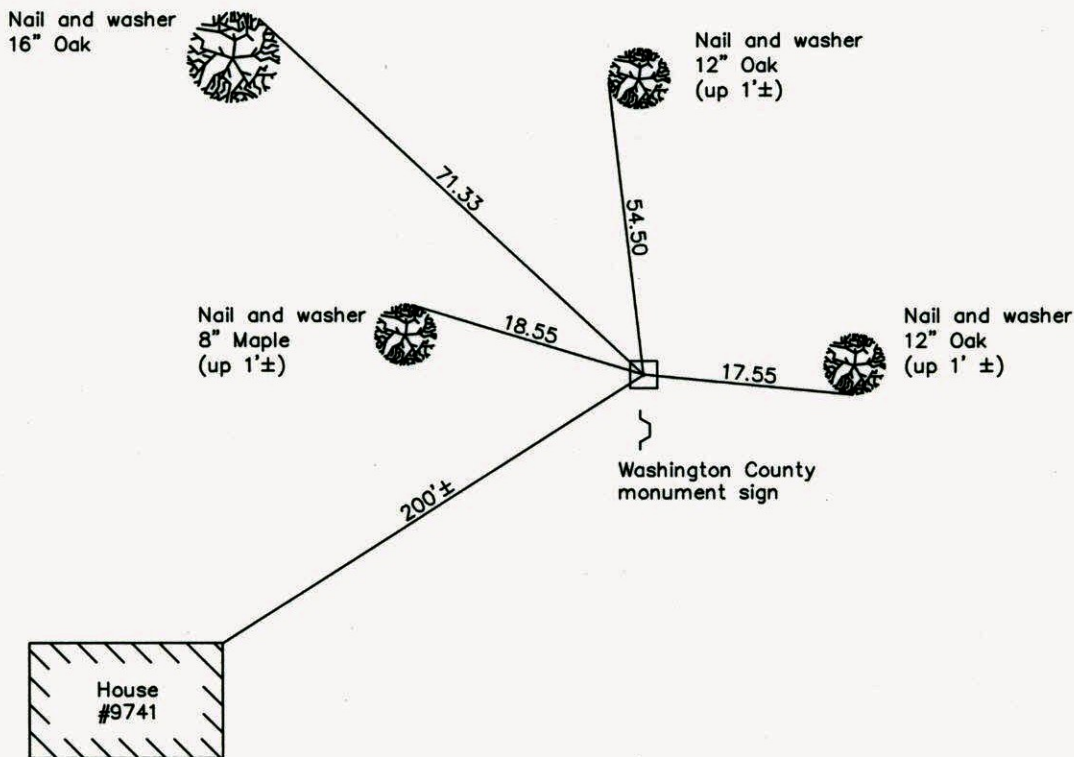 Nail and washer
16" Oak
Nail and washer
12" Oak
(up 1'±)
71.33
54.50
Nail and washer
8" Maple
(up 1'±)
18.55
17.55
Nail and washer
12" Oak
(up 1' ±)
Washington County
monument sign
200'±
House
#9741